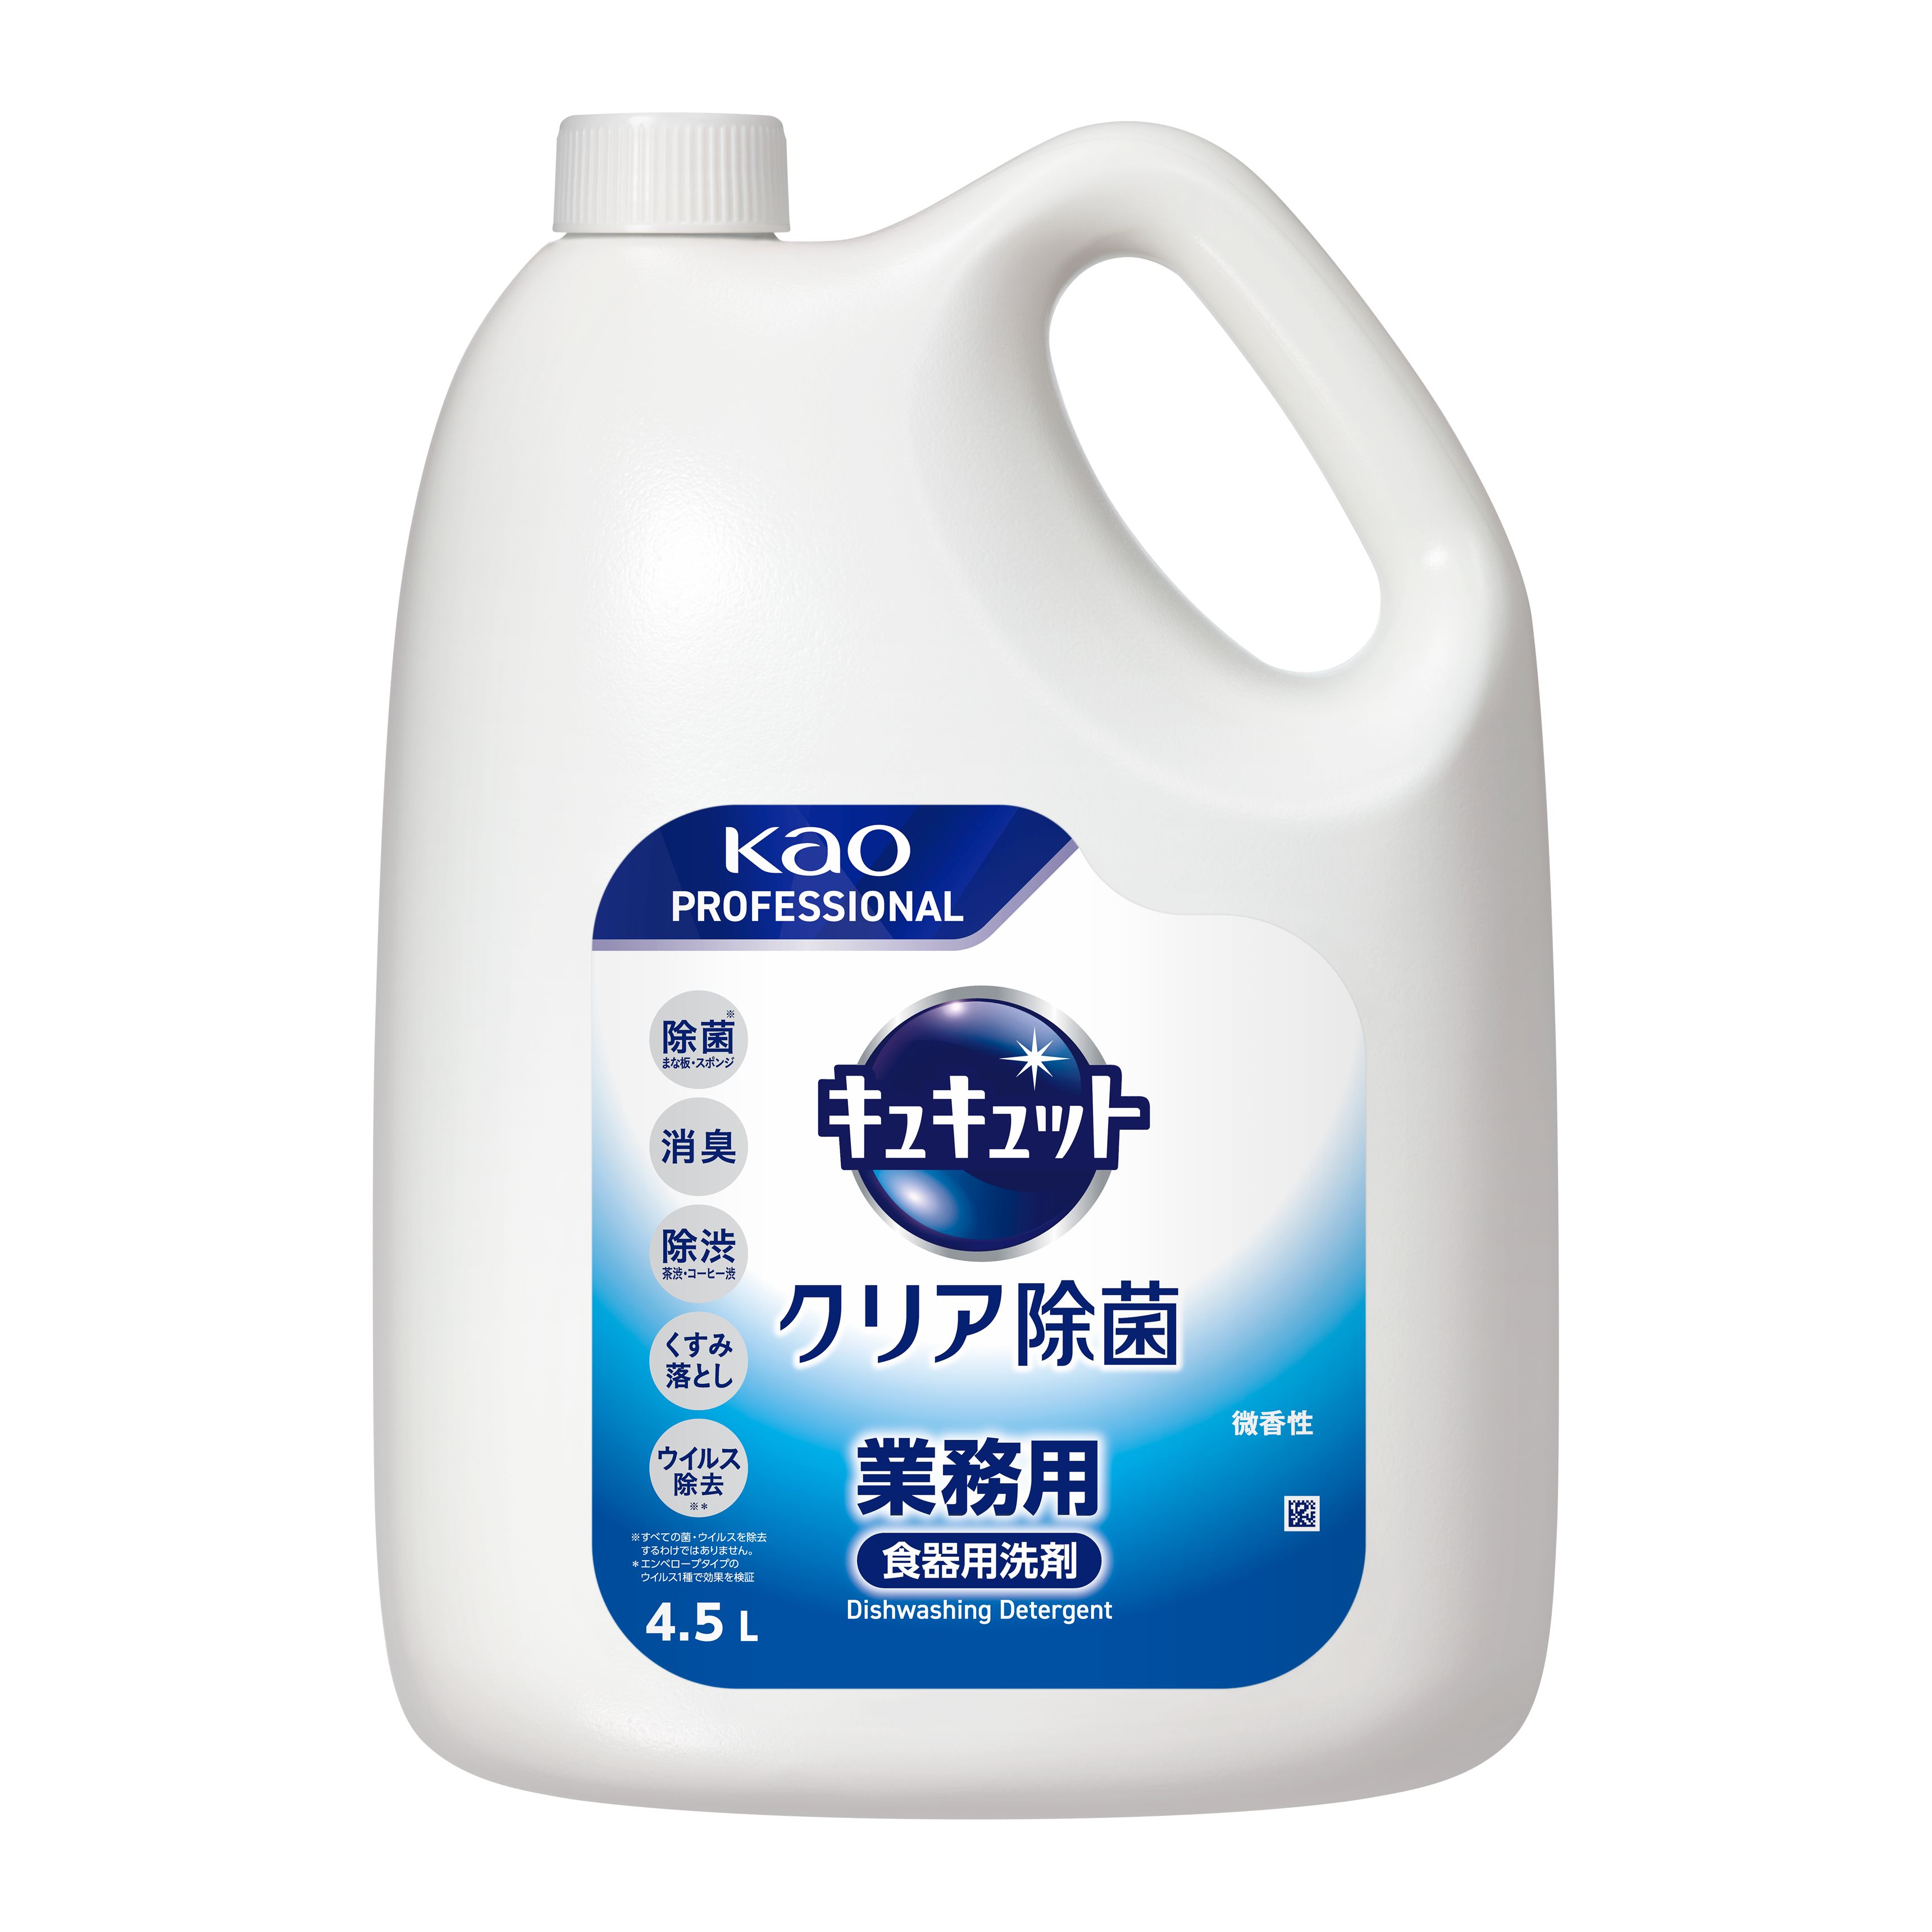 Kao
PROFESSIONAL
除菌※
まな板・スポンジ
消臭
除渋
茶渋・コーヒー渋
くすみ
落とし
ウイルス
除去
※＊
キュキュット
クリア除菌
微香性
業務用
食器用洗剤
Dishwashing Detergent
※すべての菌・ウイルスを除去
するわけではありません。
＊エンベロープタイプの
ウイルス1種で効果を検証
4.5 L